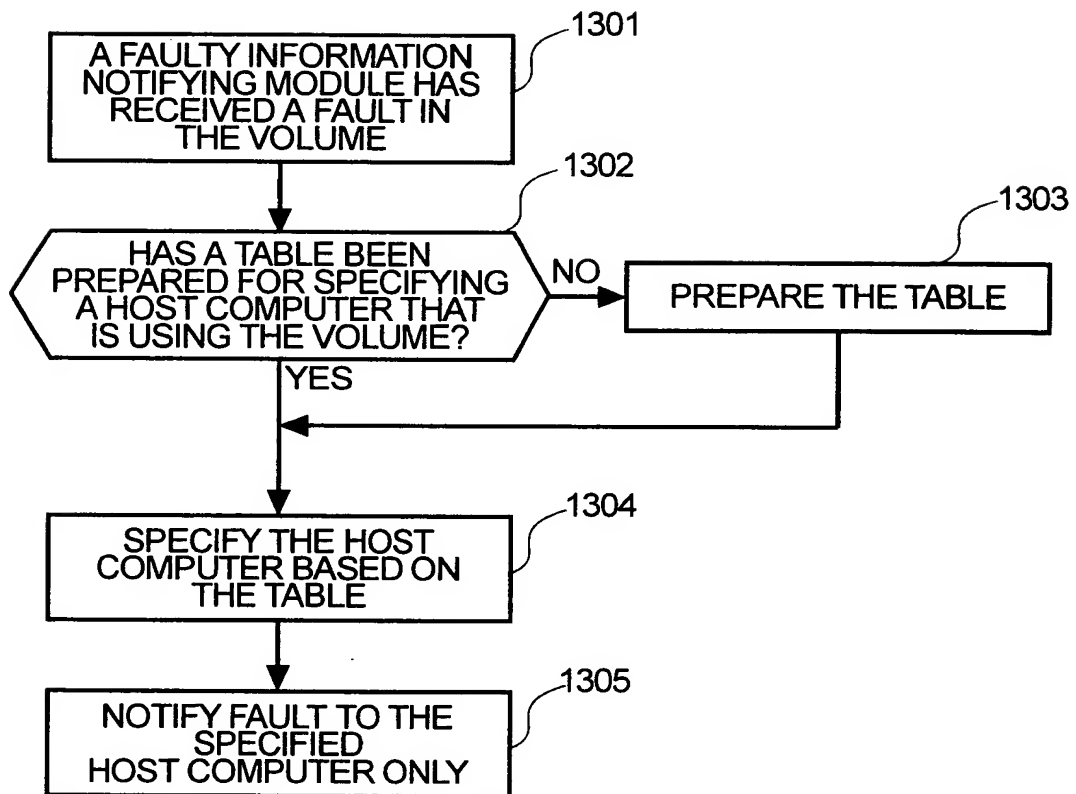 1301
A FAULTY INFORMATION
NOTIFYING MODULE HAS
RECEIVED A FAULT IN
THE VOLUME
1302
HAS A TABLE BEEN
PREPARED FOR SPECIFYING
A HOST COMPUTER THAT
IS USING THE VOLUME?
NO
1303
PREPARE THE TABLE
YES
1304
SPECIFY THE HOST
COMPUTER BASED ON
THE TABLE
1305
NOTIFY FAULT TO THE
SPECIFIED
HOST COMPUTER ONLY